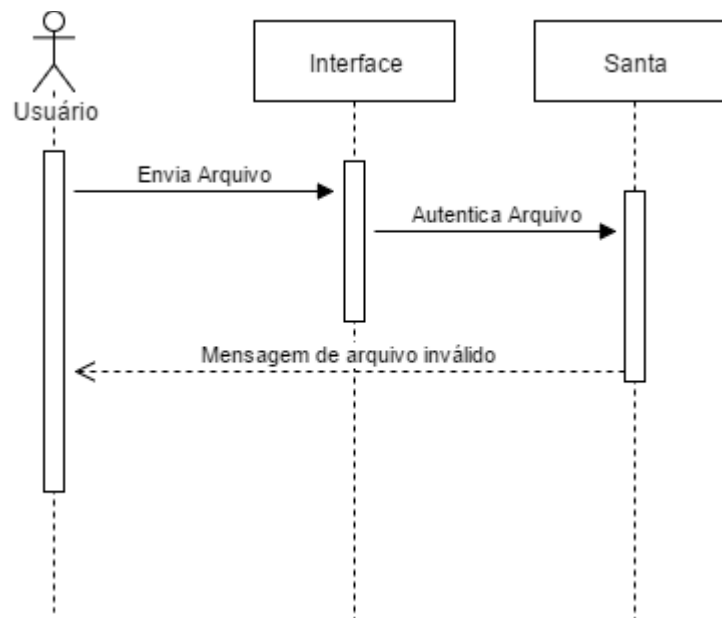 Usuário
Interface
Santa
Envia Arquivo
Autentica Arquivo
Mensagem de arquivo inválido